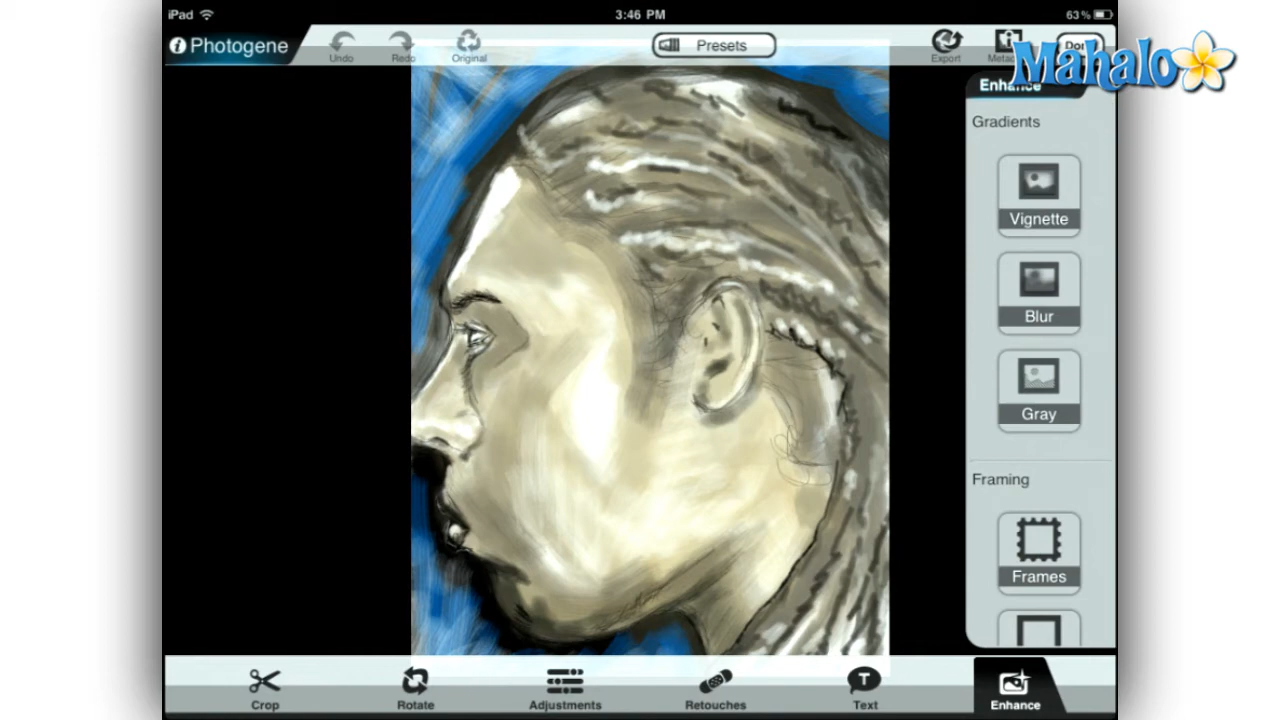 iPad 3:46 PM 63%
Photogene Undo Redo Original Presets Export
Mahalo
Enhance
Gradients
Vignette
Blur
Gray
Framing
Frames
Crop Rotate Adjustments Retouches Text Enhance